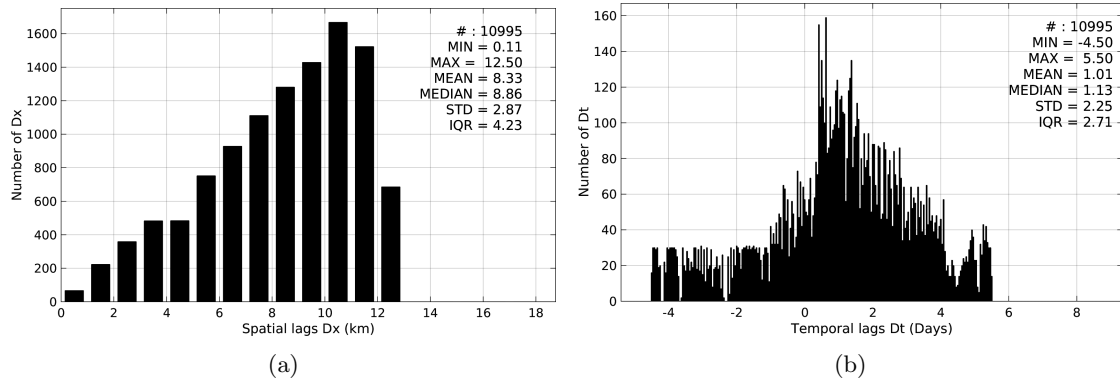 1600
1400
1200
1000
800
600
400
200
0
Number of Dx
# : 10995
MIN = 0.11
MAX = 12.50
MEAN = 8.33
MEDIAN = 8.86
STD = 2.87
IQR = 4.23
0 2 4 6 8 10 12 14 16 18
Spatial lags Dx (km)
(a)
160
140
120
100
80
60
40
20
0
Number of Dt
# : 10995
MIN = -4.50
MAX = 5.50
MEAN = 1.01
MEDIAN = 1.13
STD = 2.25
IQR = 2.71
-4 -2 0 2 4 6 8
Temporal lags Dt (Days)
(b)